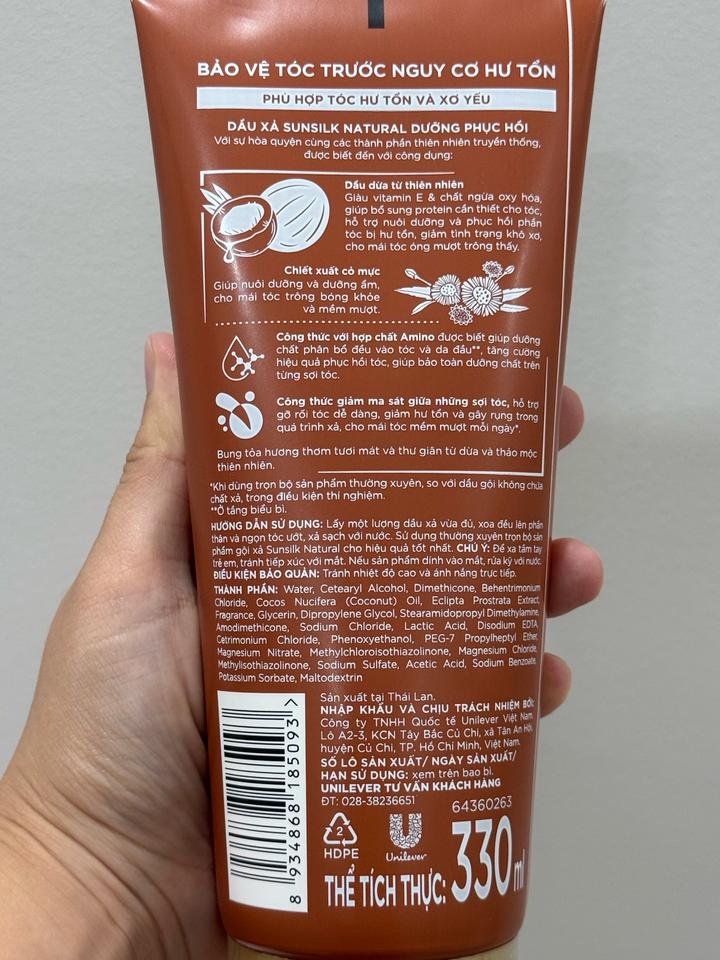 BẢO VỆ TÓC TRƯỚC NGUY CƠ HƯ TỔN
PHÙ HỢP TÓC HƯ TỔN VÀ XƠ YẾU
DẦU XẢ SUNSILK NATURAL DƯỠNG PHỤC HỒI
Với sự hòa quyện cùng các thành phần thiên nhiên truyền thống,
được biết đến với công dụng:
Dầu dừa từ thiên nhiên
Giàu vitamin E & chất ngừa oxy hóa,
giúp bổ sung protein cần thiết cho tóc,
hỗ trợ nuôi dưỡng và phục hồi phần
tóc bị hư tổn, giảm tình trạng khô xơ,
cho mái tóc óng mượt trông thấy.
Chiết xuất cỏ mực
Giúp nuôi dưỡng và dưỡng ẩm,
cho mái tóc trông bóng khỏe
và mềm mượt.
Công thức với hợp chất Amino được biết giúp dưỡng
chất phân bổ đều vào tóc và da đầu**, tăng cường
hiệu quả phục hồi tóc, giúp bảo toàn dưỡng chất trên
từng sợi tóc.
Công thức giảm ma sát giữa những sợi tóc, hỗ trợ
gỡ rối tóc dễ dàng, giảm hư tổn và gãy rụng trong
quá trình xả, cho mái tóc mềm mượt mỗi ngày*.
Bung tỏa hương thơm tươi mát và thư giãn từ dừa và thảo mộc
thiên nhiên.
*Khi dùng trọn bộ sản phẩm thường xuyên, so với dầu gội không chứa
chất xả, trong điều kiện thí nghiệm.
**Ở tầng biểu bì.
HƯỚNG DẪN SỬ DỤNG: Lấy một lượng dầu xả vừa đủ, xoa đều lên phần
thân và ngọn tóc ướt, xả sạch với nước. Sử dụng thường xuyên trọn bộ sản
phẩm gội xả Sunsilk Natural cho hiệu quả tốt nhất. CHÚ Ý: Để xa tầm tay
trẻ em, tránh tiếp xúc với mắt. Nếu sản phẩm dính vào mắt, rửa kỹ với nước.
ĐIỀU KIỆN BẢO QUẢN: Tránh nhiệt độ cao và ánh nắng trực tiếp.
THÀNH PHẦN: Water, Cetearyl Alcohol, Dimethicone, Behentrimonium
Chloride, Cocos Nucifera (Coconut) Oil, Eclipta Prostrata Extract,
Fragrance, Glycerin, Dipropylene Glycol, Stearamidopropyl Dimethylamine,
Amodimethicone, Sodium Chloride, Lactic Acid, Disodium EDTA,
Cetrimonium Chloride, Phenoxyethanol, PEG-7 Propylheptyl Ether,
Magnesium Nitrate, Methylchloroisothiazolinone, Magnesium Chloride,
Methylisothiazolinone, Sodium Sulfate, Acetic Acid, Sodium Benzoate,
Potassium Sorbate, Maltodextrin
Sản xuất tại Thái Lan.
NHẬP KHẨU VÀ CHỊU TRÁCH NHIỆM BỞI:
Công ty TNHH Quốc tế Unilever Việt Nam
Lô A2-3, KCN Tây Bắc Củ Chi, xã Tân An Hội,
huyện Củ Chi, TP. Hồ Chí Minh, Việt Nam.
SỐ LÔ SẢN XUẤT/ NGÀY SẢN XUẤT/
HẠN SỬ DỤNG: xem trên bao bì.
UNILEVER TƯ VẤN KHÁCH HÀNG
ĐT: 028-38236651
64360263
2
HDPE
Unilever
THỂ TÍCH THỰC: 330 ml
8 934868 185093 >